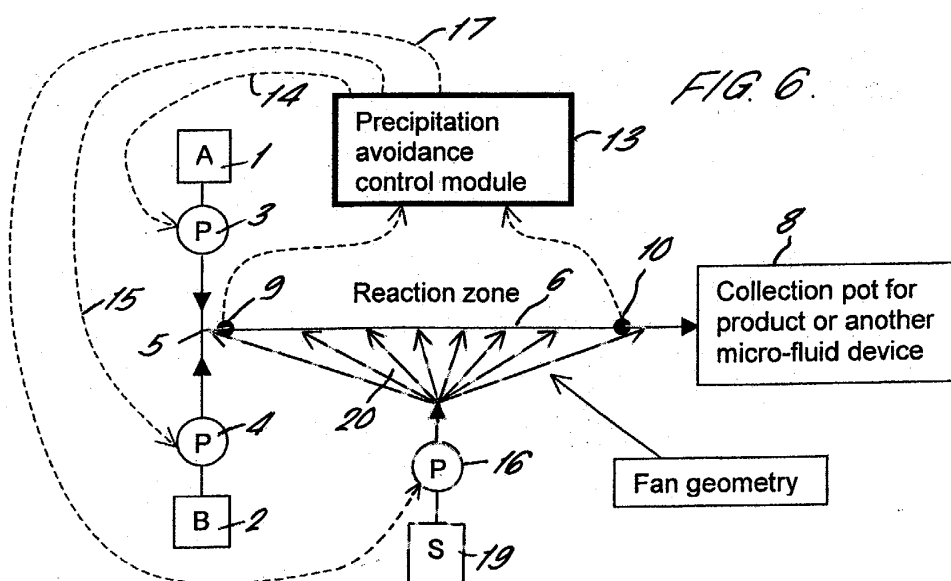 17
FIG. 6.
14
Precipitation
avoidance
control module
13
A
1
P
3
8
9
Reaction zone
6
10
Collection pot for
product or another
micro-fluid device
15
5
20
P
4
P
16
Fan geometry
B
2
S
19